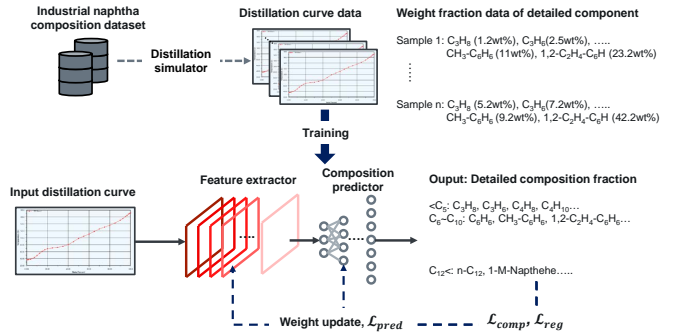 Industrial naphtha
composition dataset
Distillation
simulator
Distillation curve data
Weight fraction data of detailed component
Sample 1: C₃H₈ (1.2wt%), C₃H₆(2.5wt%), …..
CH₃-C₆H₆ (11wt%), 1,2-C₂H₄-C₆H (23.2wt%)
Sample n: C₃H₈ (5.2wt%), C₃H₆(7.2wt%), …..
CH₃-C₆H₆ (9.2wt%), 1,2-C₂H₄-C₆H (42.2wt%)
Training
Input distillation curve
Feature extractor
Composition
predictor
Ouput: Detailed composition fraction
<C₅: C₃H₈, C₃H₆, C₄H₈, C₄H₁₀…
C₆~C₁₀: C₆H₆, CH₃-C₆H₆, 1,2-C₂H₄-C₆H₆…
C₁₂<: n-C₁₂, 1-M-Napthehe…..
Weight update, ℒ_pred
ℒ_comp, ℒ_reg